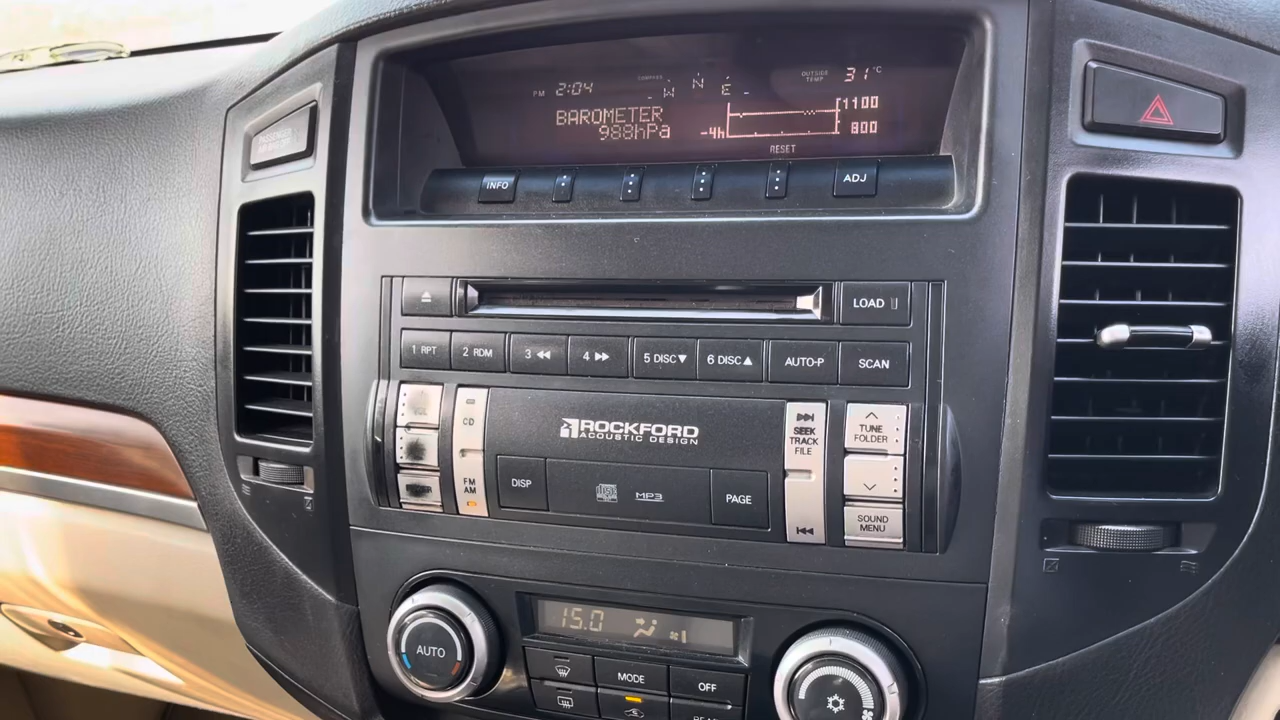 PM 2:04
COMPASS
W N E
OUTSIDE TEMP 31°C
BAROMETER
988hPa
-4h
1100
800
RESET
INFO
ADJ
LOAD
1 RPT
2 RDM
3 ◀◀
4 ▶▶
5 DISC▼
6 DISC▲
AUTO-P
SCAN
VOL
CD
FM
AM
ROCKFORD
ACOUSTIC DESIGN
DISP
MP3
PAGE
SEEK
TRACK
FILE
TUNE
FOLDER
SOUND
MENU
15.0
AUTO
MODE
OFF